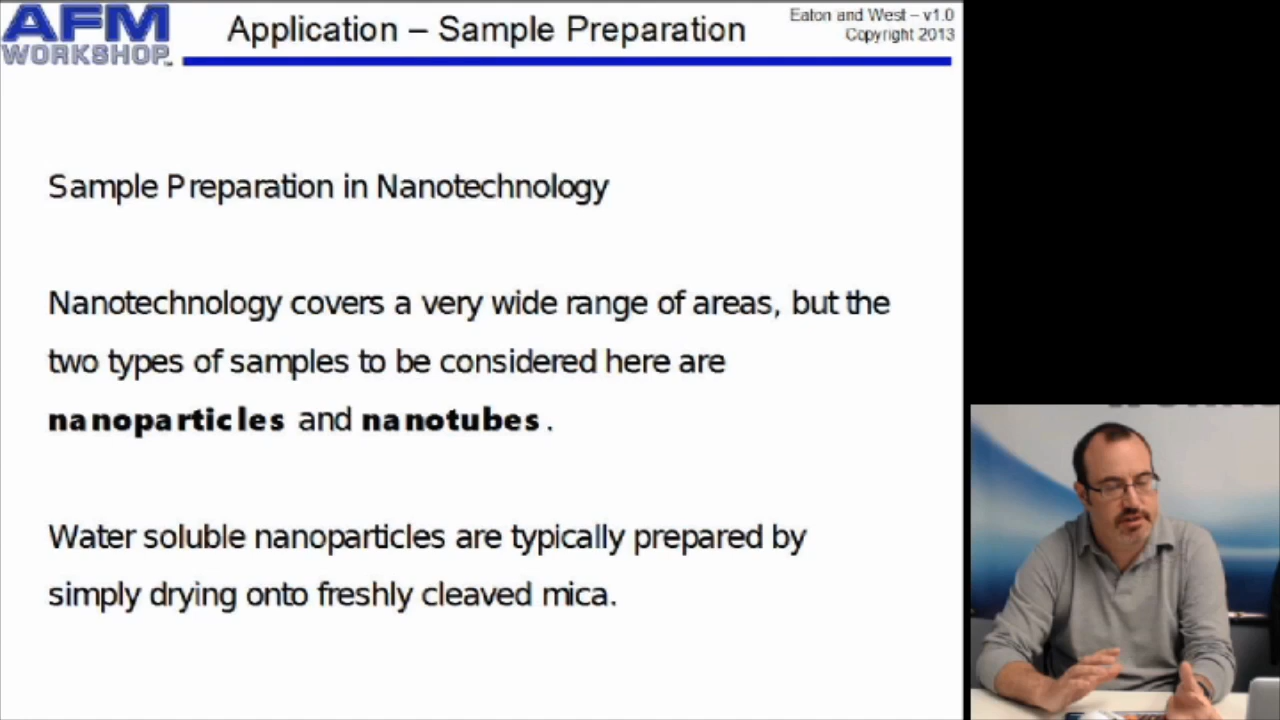 AFM
WORKSHOP
Application – Sample Preparation
Eaton and West – v1.0
Copyright 2013
Sample Preparation in Nanotechnology
Nanotechnology covers a very wide range of areas, but the
two types of samples to be considered here are
nanoparticles and nanotubes.
Water soluble nanoparticles are typically prepared by
simply drying onto freshly cleaved mica.